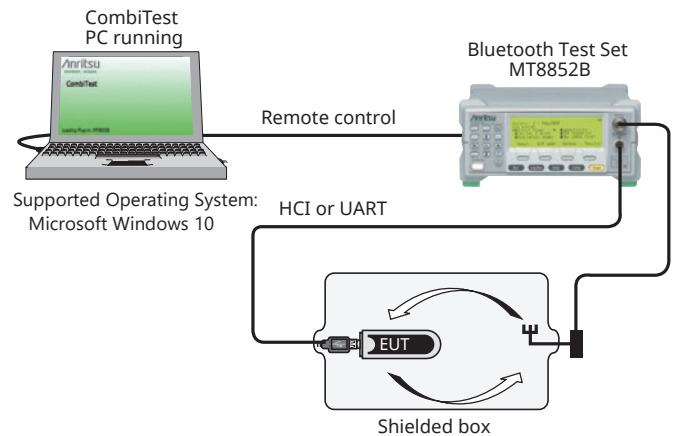 CombiTest
PC running
Anritsu
CombiTest
Bluetooth Test Set
MT8852B
Anritsu
Remote control
Supported Operating System:
Microsoft Windows 10
HCI or UART
EUT
Shielded box